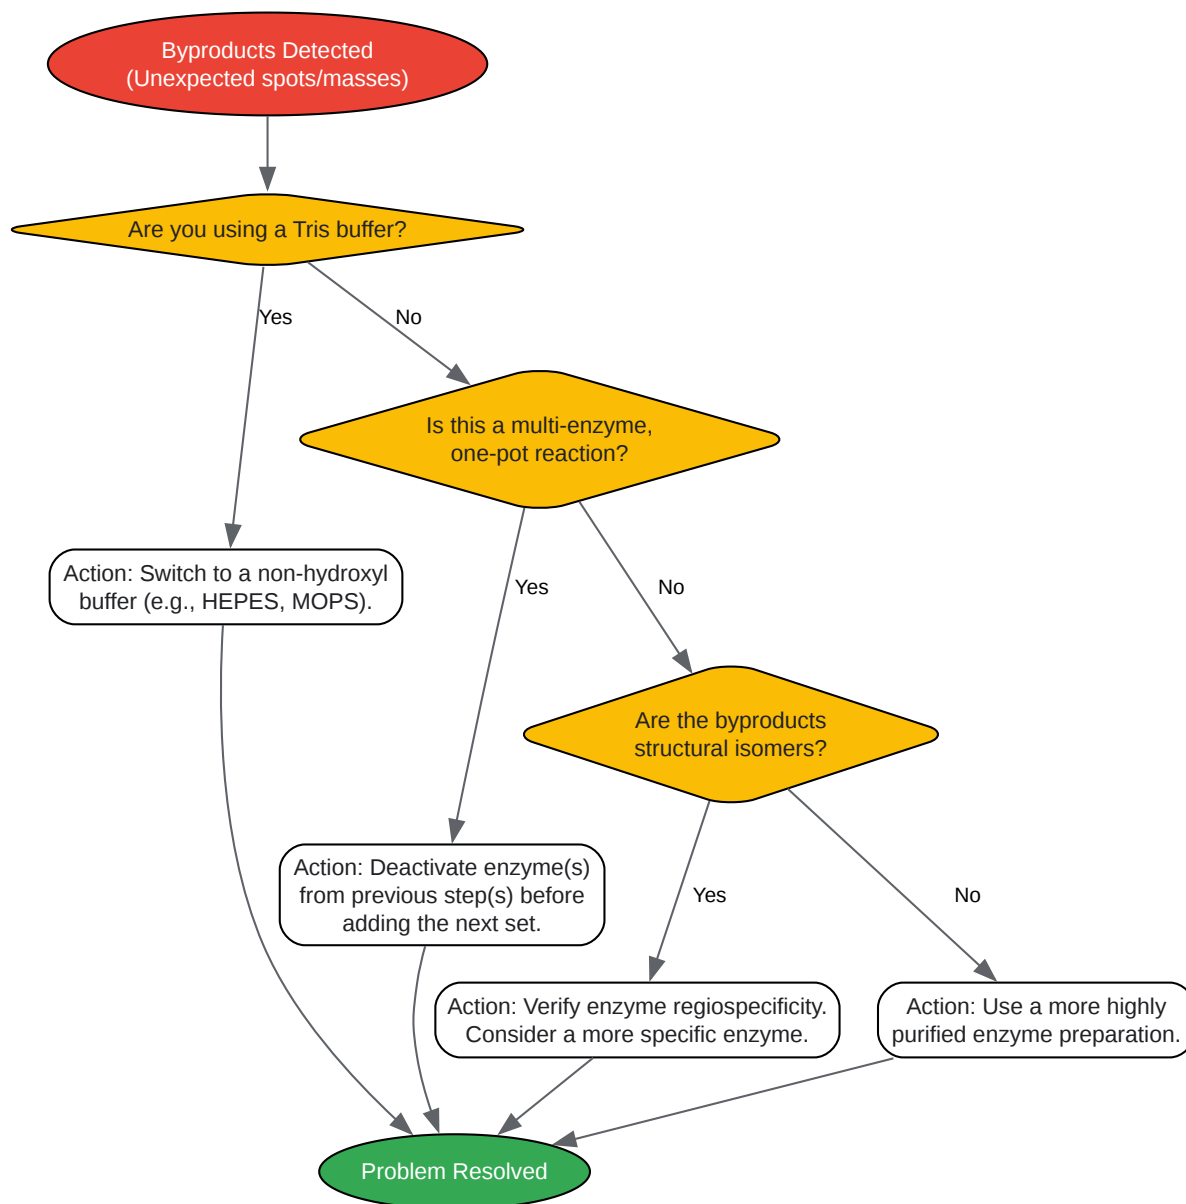 Byproducts Detected
(Unexpected spots/masses)
Are you using a Tris buffer?
Yes
No
Is this a multi-enzyme,
one-pot reaction?
Action: Switch to a non-hydroxyl
buffer (e.g., HEPES, MOPS).
Yes
No
Are the byproducts
structural isomers?
Action: Deactivate enzyme(s)
from previous step(s) before
adding the next set.
Yes
No
Action: Verify enzyme regiospecificity.
Consider a more specific enzyme.
Action: Use a more highly
purified enzyme preparation.
Problem Resolved